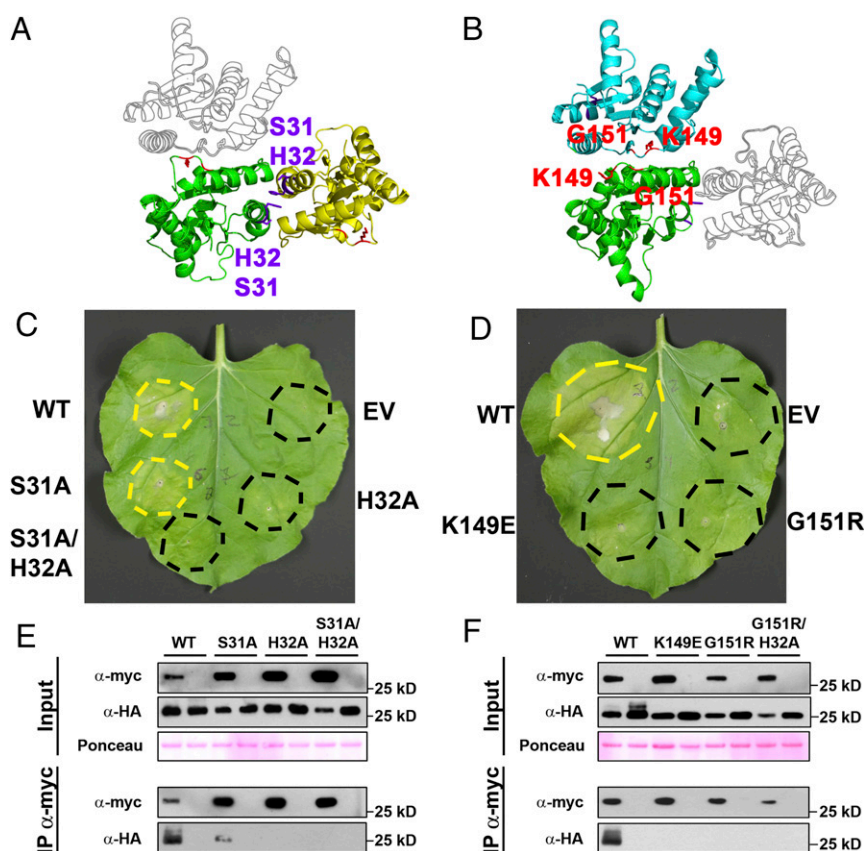 A
B
S31
H32
H32
S31
G151
K149
K149
G151
C
D
WT
EV
S31A
H32A
S31A/
H32A
WT
EV
K149E
G151R
E
F
WT
S31A
H32A
S31A/
H32A
Input
α-myc
25 kD
α-HA
25 kD
Ponceau
IP α-myc
α-myc
25 kD
α-HA
25 kD
WT
K149E
G151R
G151R/
H32A
Input
α-myc
25 kD
α-HA
25 kD
Ponceau
IP α-myc
α-myc
25 kD
α-HA
25 kD